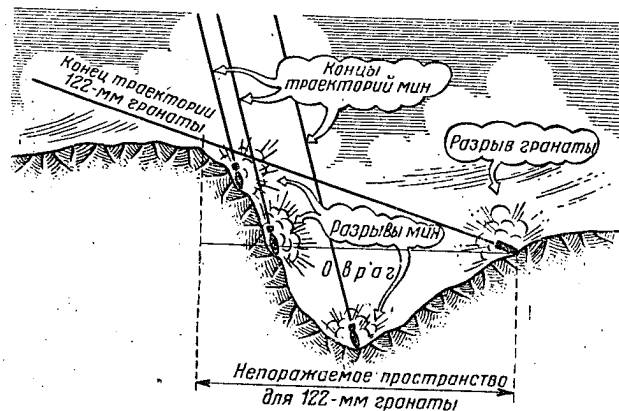 Конец траектории
122-мм гранаты
Концы
траекторий мин
Разрыв гранаты
Разрывы мин
Овраг
Непоражаемое пространство
для 122-мм гранаты